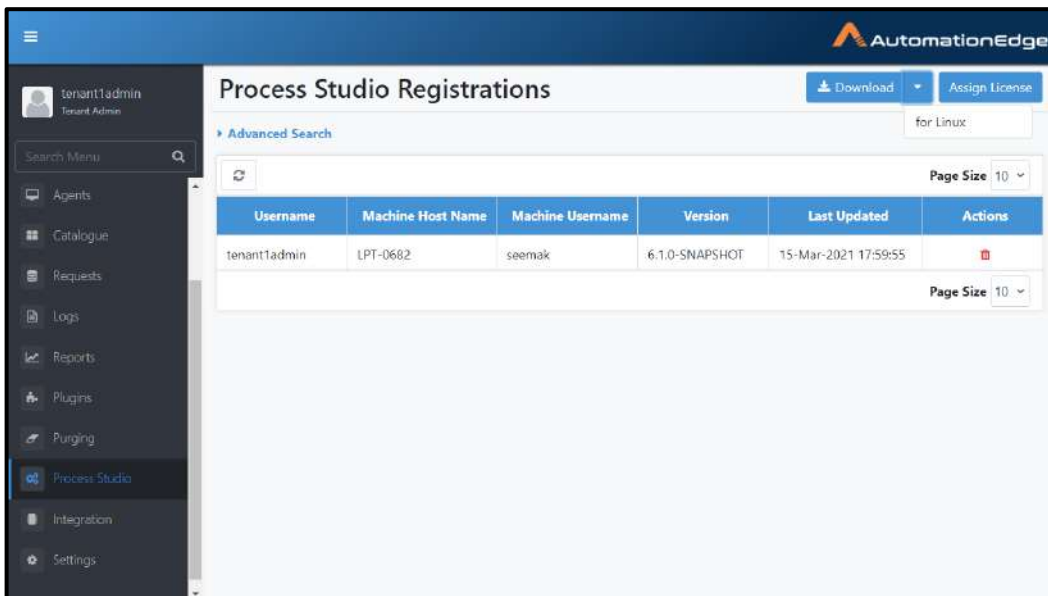 AutomationEdge
tenant1admin
Tenant Admin
Search Menu
Agents
Catalogue
Requests
Logs
Reports
Plugins
Purging
Process Studio
Integration
Settings
Process Studio Registrations
Download
Assign License
for Linux
Advanced Search
Page Size 10
Username Machine Host Name Machine Username Version Last Updated Actions
tenant1admin LPT-0682 seemak 6.1.0-SNAPSHOT 15-Mar-2021 17:59:55
Page Size 10